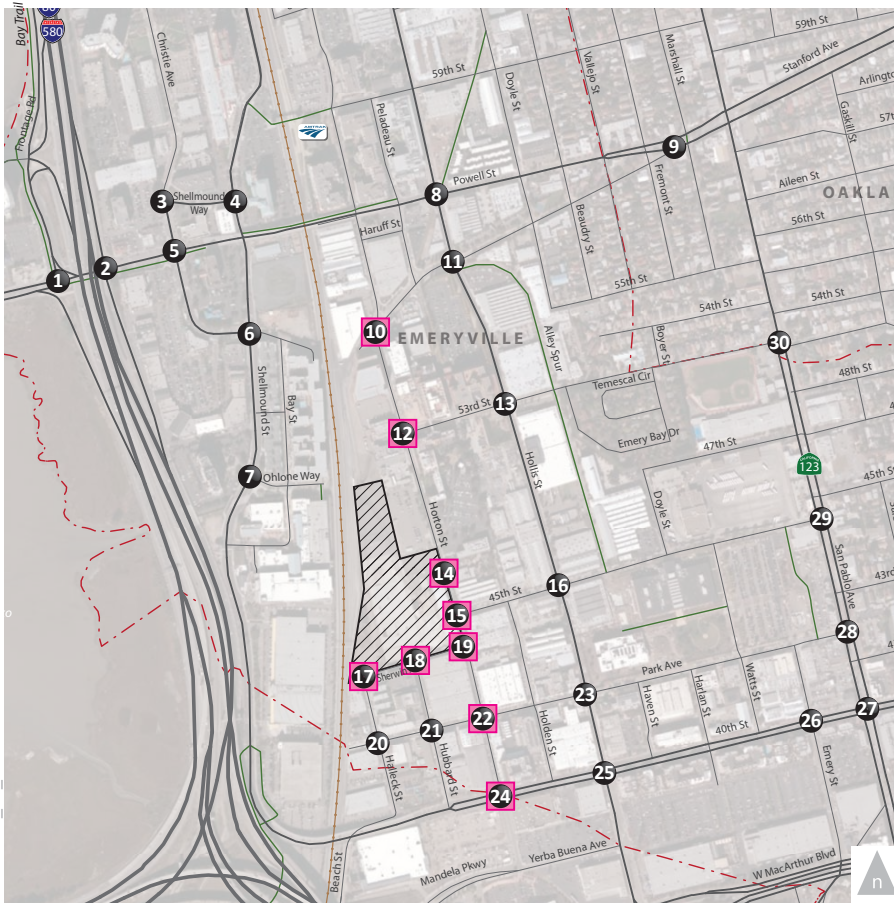 80
580
Bay Trail
Frontage Rd
Christie Ave
59th St
Peladeau St
Doyle St
Vallejo St
Marshall St
59th St
Stanford Ave
Gaskill St
AMTRAK
9
Powell St
8
3
Shellmound
Way
4
Haruff St
Beaudry St
Fremont St
Aileen St
OAKLA
56th St
5
11
2
1
55th St
54th St
54th St
10
EMERYVILLE
Alley Spur
Boyer St
30
6
Shellmound St
Bay St
Temescal Cir
48th St
53rd St
13
12
Emery Bay Dr
47th St
Hollis St
CALIFORNIA
123
45th St
7
Ohlone Way
Horton St
Doyle St
29
San Pablo Ave
14
16
45th St
43rd
15
28
19
18
17
Sherw
Park Ave
23
Haven St
Harlan St
Watts St
22
21
20
Holden St
40th St
26
27
Halleck St
Hubbard St
25
Emery St
24
Beach St
Mandela Pkwy
Yerba Buena Ave
W MacArthur Blvd
n